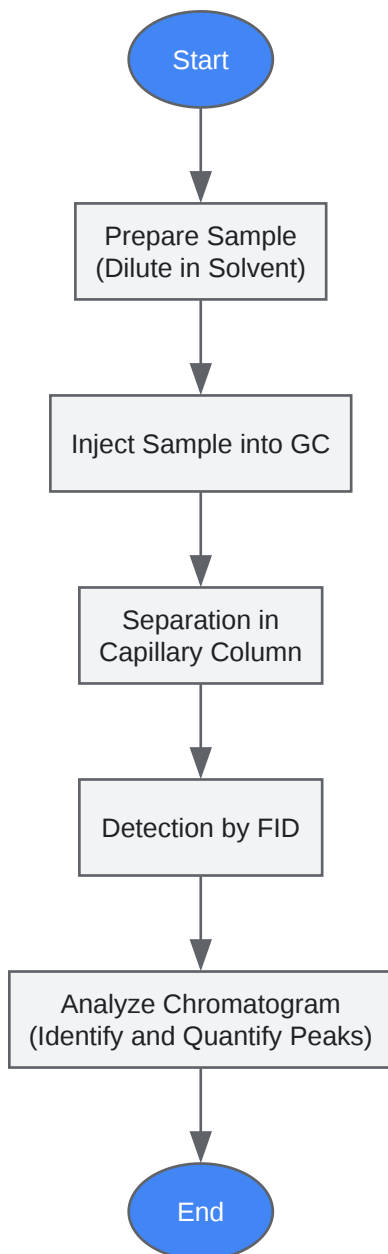 Start
Prepare Sample
(Dilute in Solvent)
Inject Sample into GC
Separation in
Capillary Column
Detection by FID
Analyze Chromatogram
(Identify and Quantify Peaks)
End